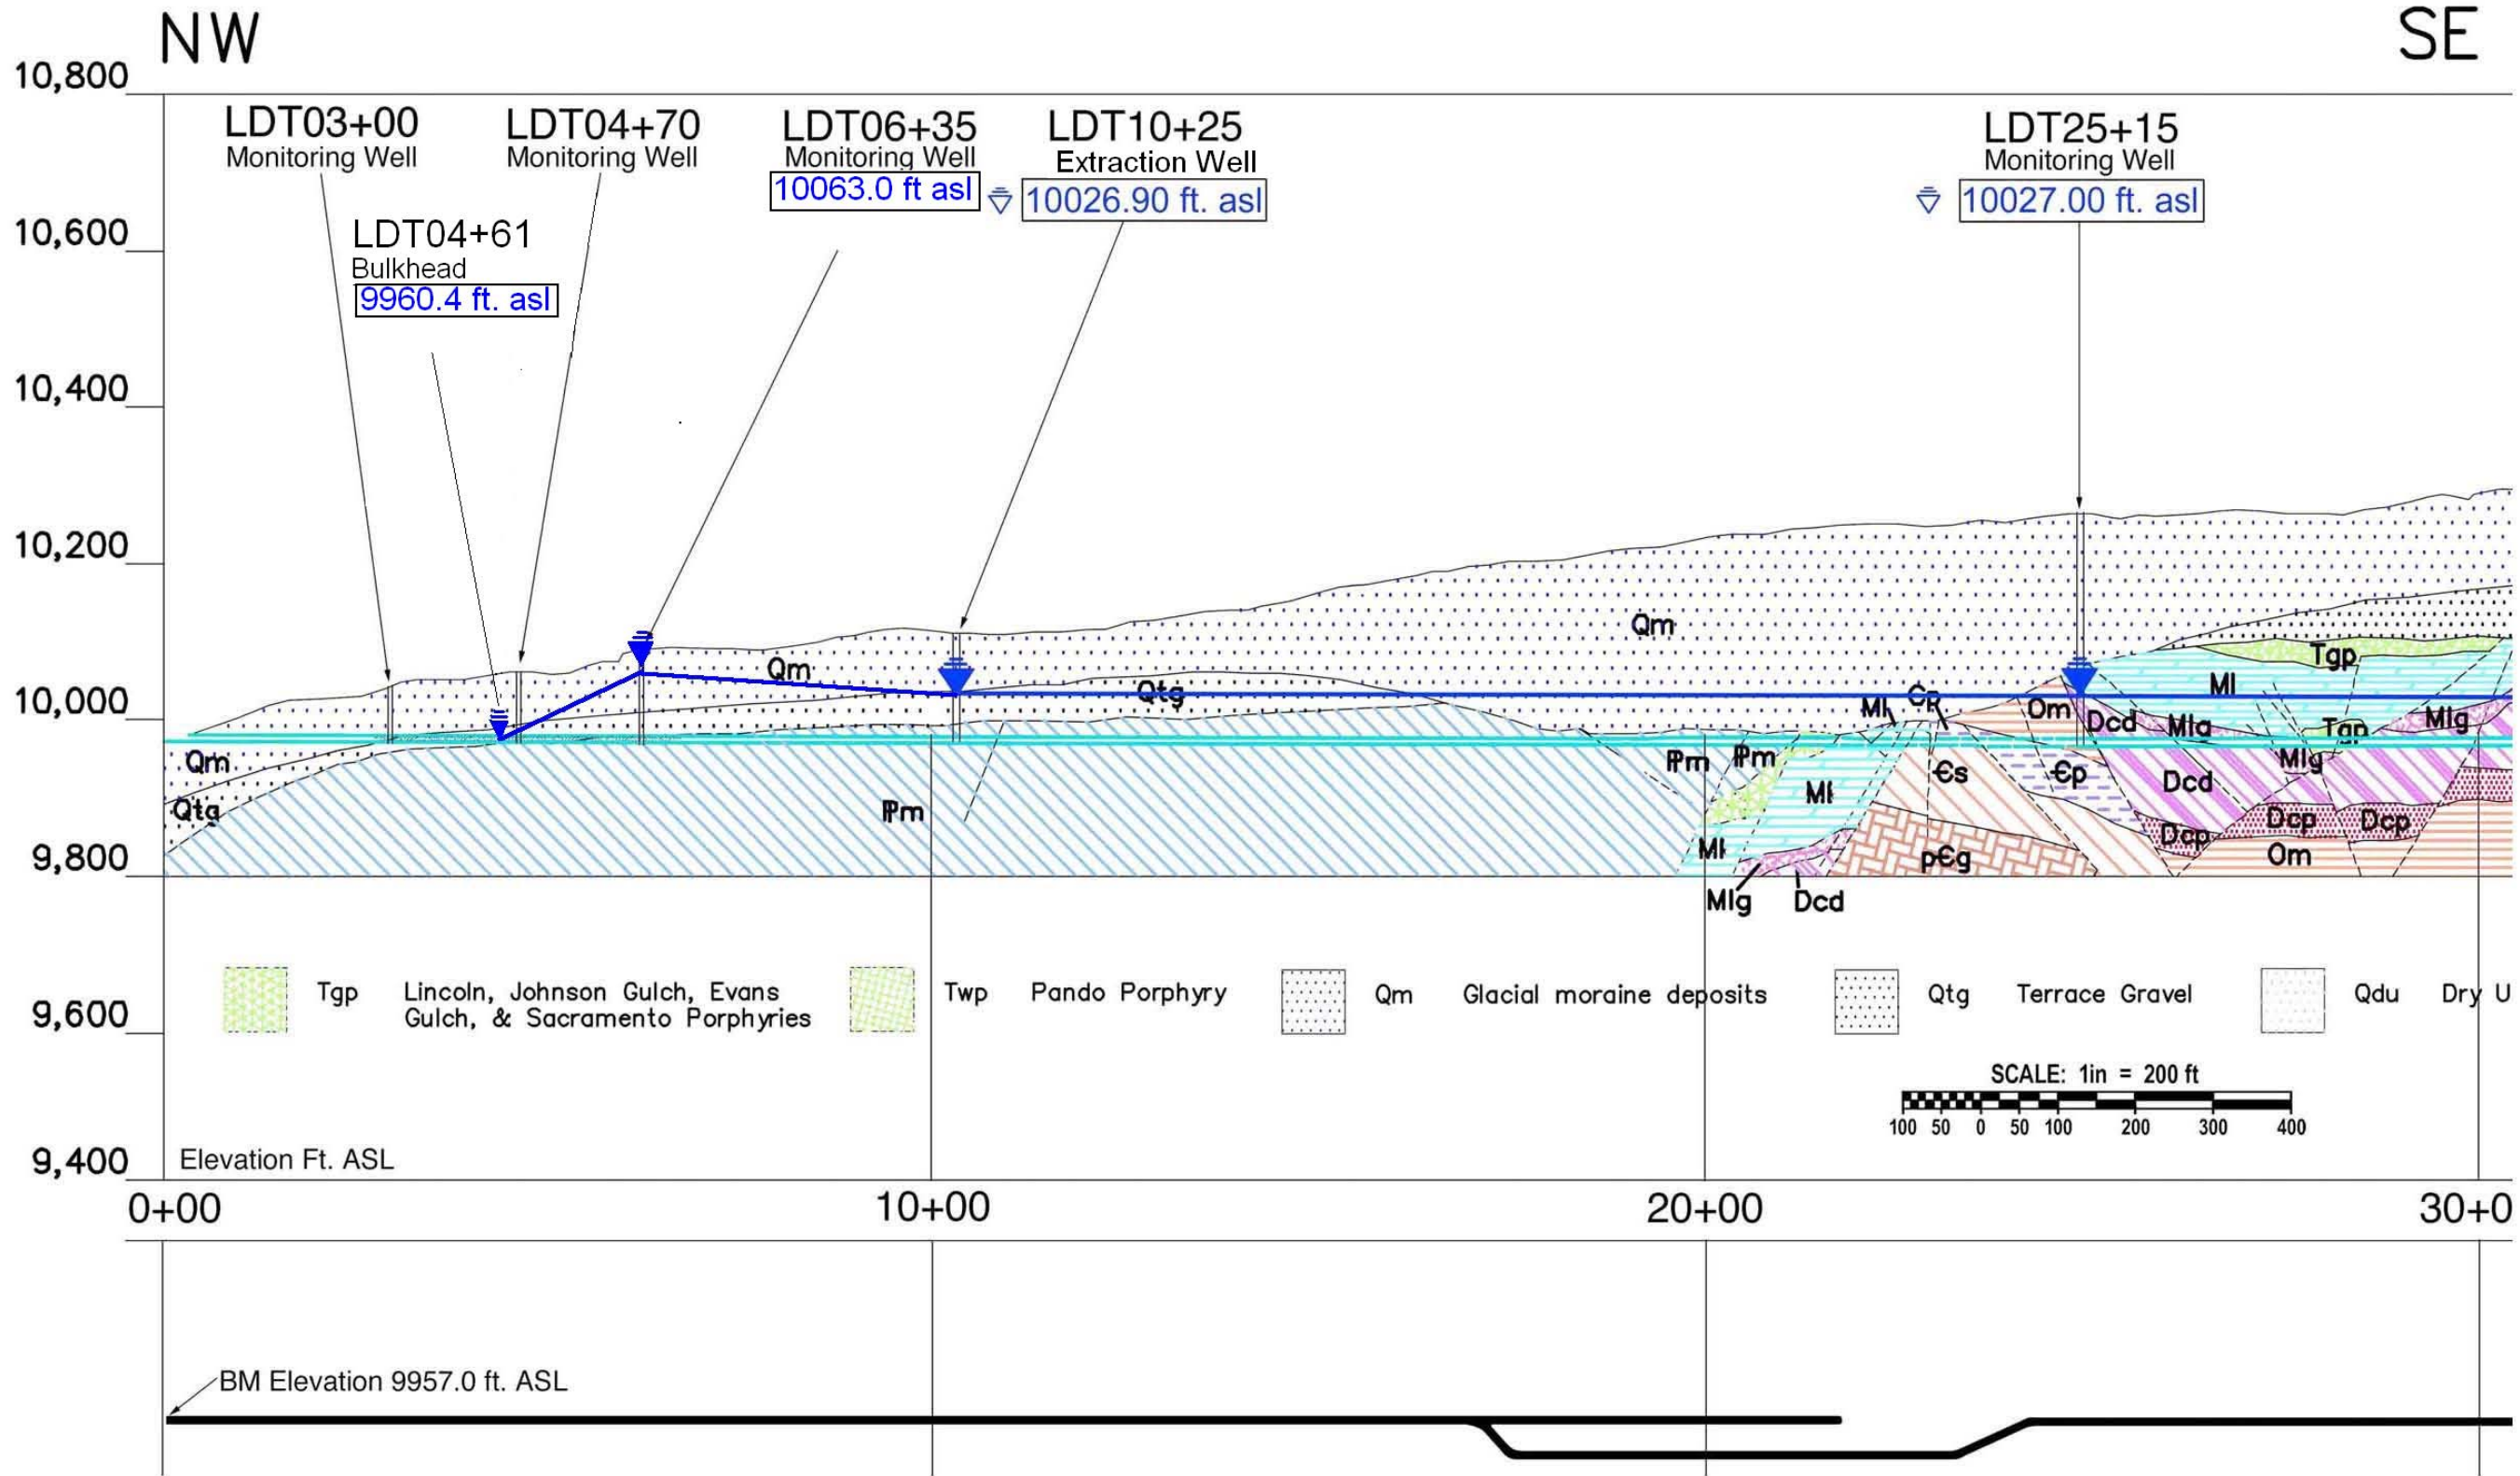 NW
SE
10,800
10,600
10,400
10,200
10,000
9,800
9,600
9,400
LDT03+00
Monitoring Well
LDT04+70
Monitoring Well
LDT06+35
Monitoring Well
10063.0 ft asl
LDT10+25
Extraction Well
10026.90 ft. asl
LDT25+15
Monitoring Well
10027.00 ft. asl
LDT04+61
Bulkhead
9960.4 ft. asl
Qm
Qm
Qtg
Qm
Qtg
Ml
Om
Dcd
Mlg
Ml
Tgp
Tgp
Mlg
Mlg
Dcd
Ꞓs
Ꞓp
Pm
Pm
Pm
Ml
Ml
pꞒg
Dcp
Dcp
Dcp
Om
Mlg
Dcd
Tgp
Lincoln, Johnson Gulch, Evans
Gulch, & Sacramento Porphyries
Twp
Pando Porphyry
Qm
Glacial moraine deposits
Qtg
Terrace Gravel
Qdu
Dry U
SCALE: 1in = 200 ft
100 50 0 50 100 200 300 400
Elevation Ft. ASL
0+00
10+00
20+00
30+0
BM Elevation 9957.0 ft. ASL